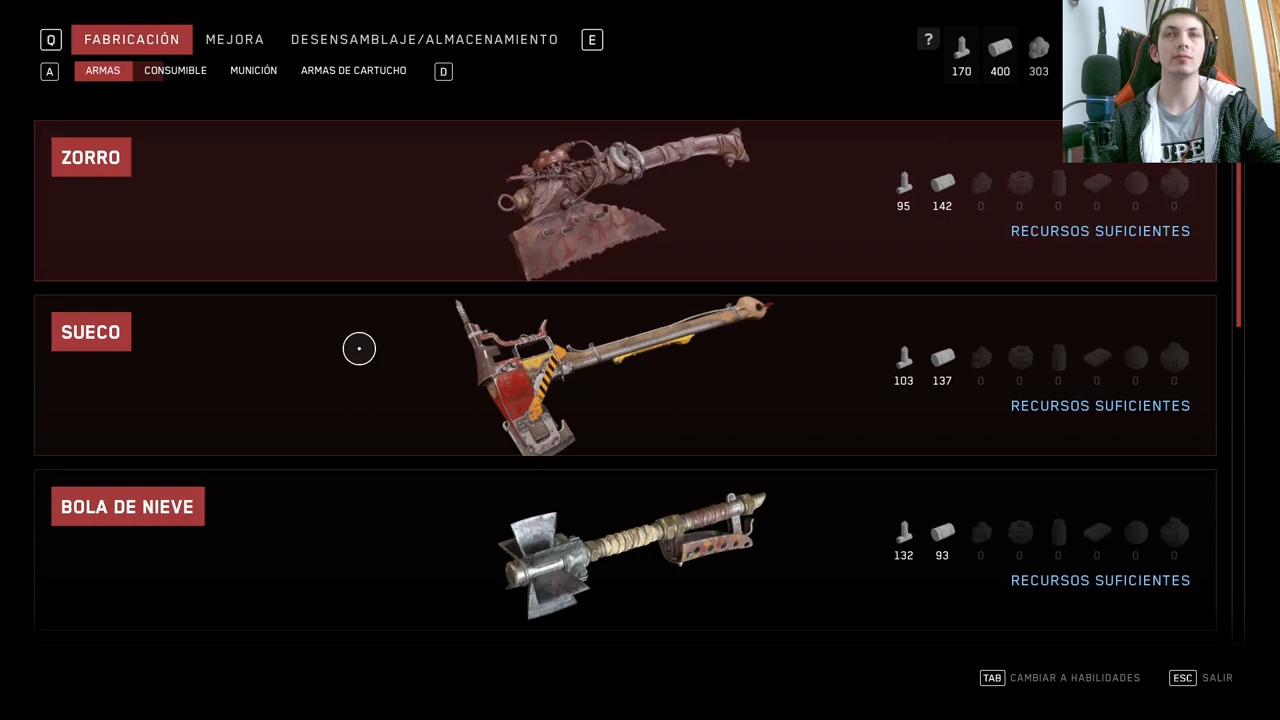 Q FABRICACIÓN MEJORA DESENSAMBLAJE/ALMACENAMIENTO E
A ARMAS CONSUMIBLE MUNICIÓN ARMAS DE CARTUCHO D
? 170 400 303
ZORRO
95 142 0 0 0 0 0 0
RECURSOS SUFICIENTES
SUECO
103 137 0 0 0 0 0 0
RECURSOS SUFICIENTES
BOLA DE NIEVE
132 93 0 0 0 0 0 0
RECURSOS SUFICIENTES
TAB CAMBIAR A HABILIDADES ESC SALIR